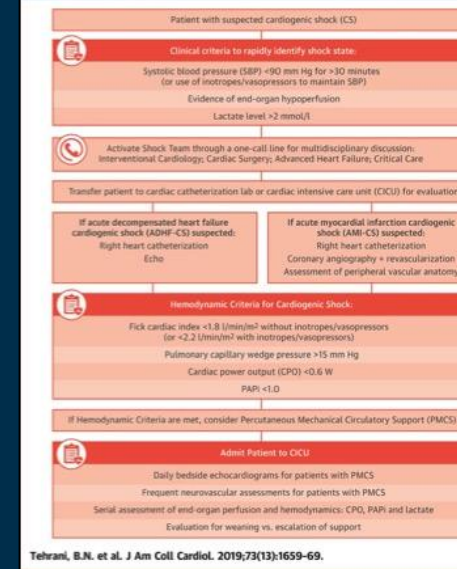 Patient with suspected cardiogenic shock (CS)
Clinical criteria to rapidly identify shock state:
Systolic blood pressure (SBP) <90 mm Hg for >30 minutes
(or use of inotropes/vasopressors to maintain SBP)
Evidence of end-organ hypoperfusion
Lactate level >2 mmol/l
Activate Shock Team through a one-call line for multidisciplinary discussion:
Interventional Cardiology; Cardiac Surgery; Advanced Heart Failure; Critical Care
Transfer patient to cardiac catheterization lab or cardiac intensive care unit (CICU) for evaluation
If acute decompensated heart failure
cardiogenic shock (ADHF-CS) suspected:
Right heart catheterization
Echo
If acute myocardial infarction cardiogenic
shock (AMI-CS) suspected:
Right heart catheterization
Coronary angiography + revascularization
Assessment of peripheral vascular anatomy
Hemodynamic Criteria for Cardiogenic Shock:
Fick cardiac index <1.8 l/min/m² without inotropes/vasopressors
(or <2.2 l/min/m² with inotropes/vasopressors)
Pulmonary capillary wedge pressure >15 mm Hg
Cardiac power output (CPO) <0.6 W
PAPi <1.0
If Hemodynamic Criteria are met, consider Percutaneous Mechanical Circulatory Support (PMCS)
Admit Patient to CICU
Daily bedside echocardiograms for patients with PMCS
Frequent neurovascular assessments for patients with PMCS
Serial assessment of end-organ perfusion and hemodynamics: CPO, PAPi and lactate
Evaluation for weaning vs. escalation of support
Tehrani, B.N. et al. J Am Coll Cardiol. 2019;73(13):1659-69.